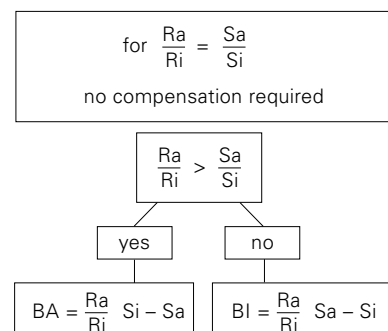 for Ra/Ri = Sa/Si
no compensation required
Ra/Ri > Sa/Si
yes no
BA = Ra/Ri Si – Sa BI = Ra/Ri Sa – Si